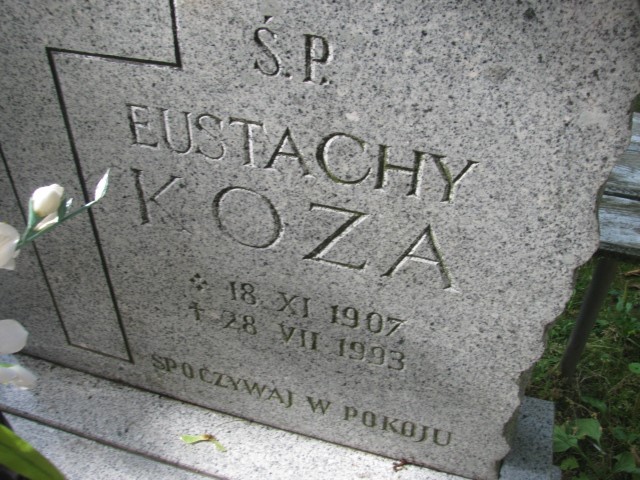 Ś.P.
EUSTACHY
KOZA
18. XI 1907.
✝ 28 VII 1993
SPOCZYWAJ W POKOJU